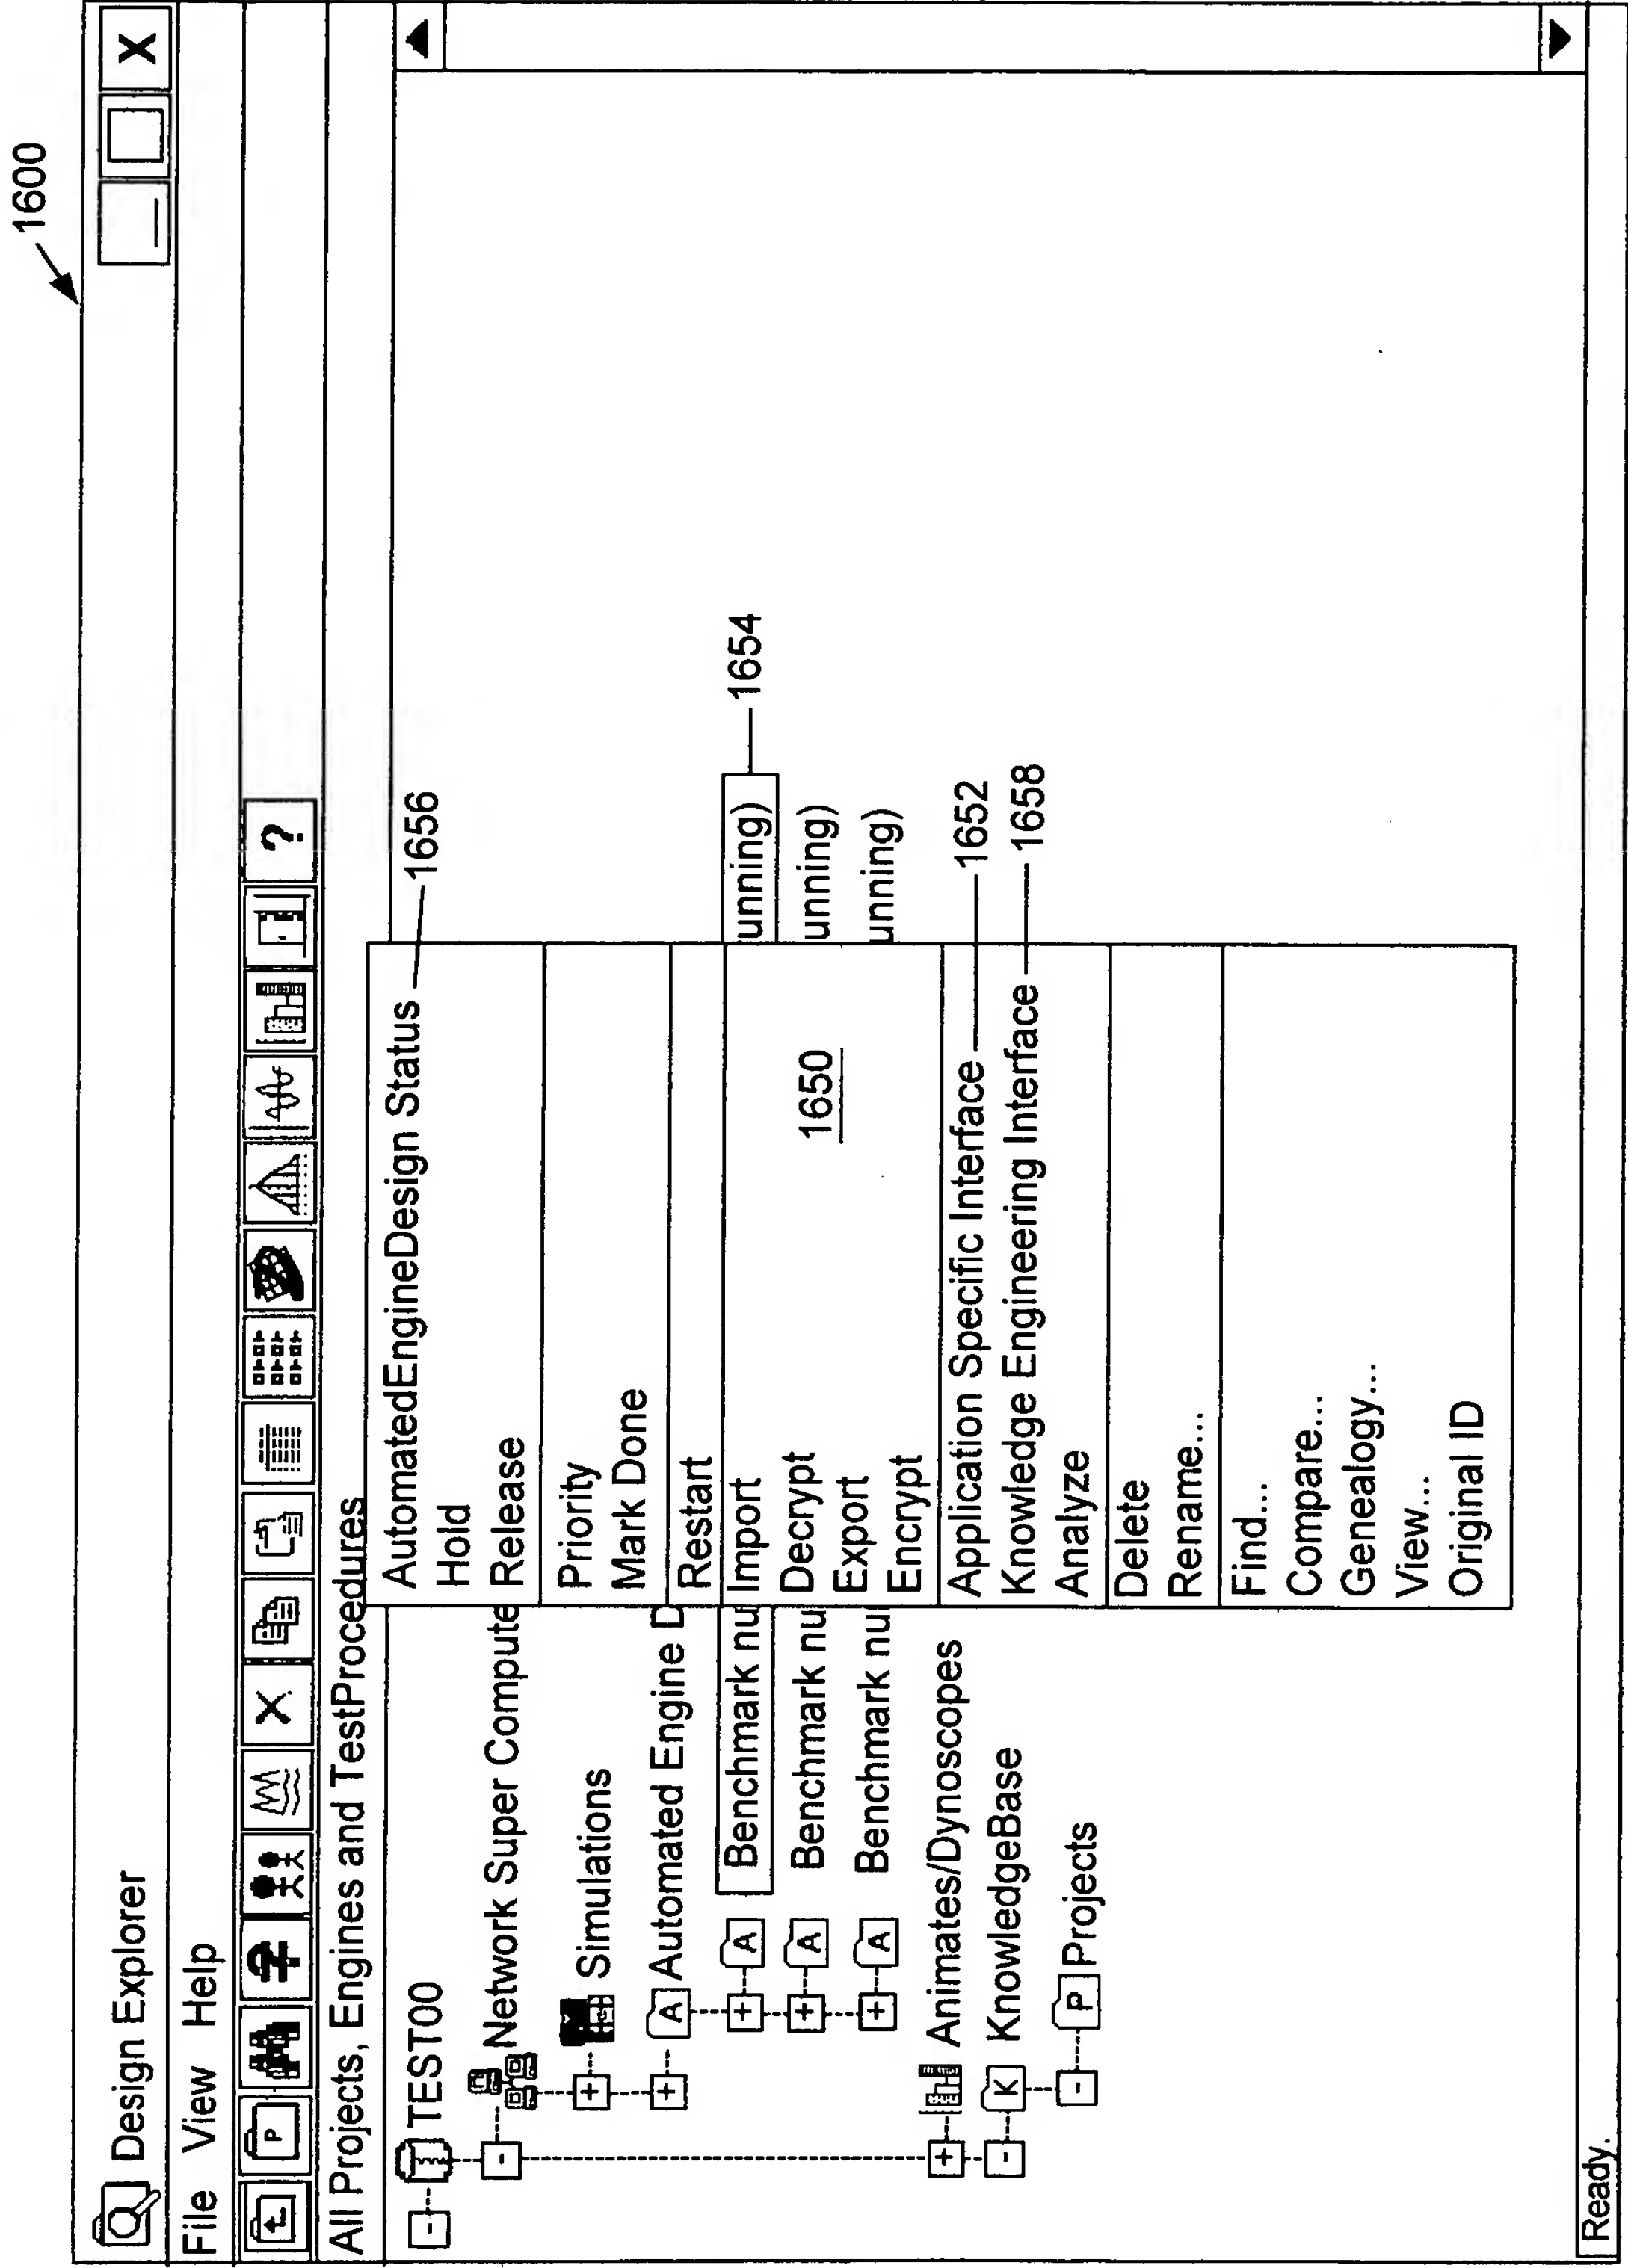 1600
Design Explorer
X
File View Help
P
X
?
All Projects, Engines and TestProcedures
TEST00
Network Super Compute
Simulations
A Automated Engine D
A Benchmark nu
A Benchmark nu
A Benchmark nu
Animates/Dynoscopes
K KnowledgeBase
P Projects
AutomatedEngineDesign Status 1656
Hold
Release
Priority
Mark Done
Restart
Import
Decrypt
Export
Encrypt
1650
unning) 1654
unning)
unning)
Application Specific Interface 1652
Knowledge Engineering Interface 1658
Analyze
Delete
Rename...
Find...
Compare...
Genealogy...
View...
Original ID
Ready.